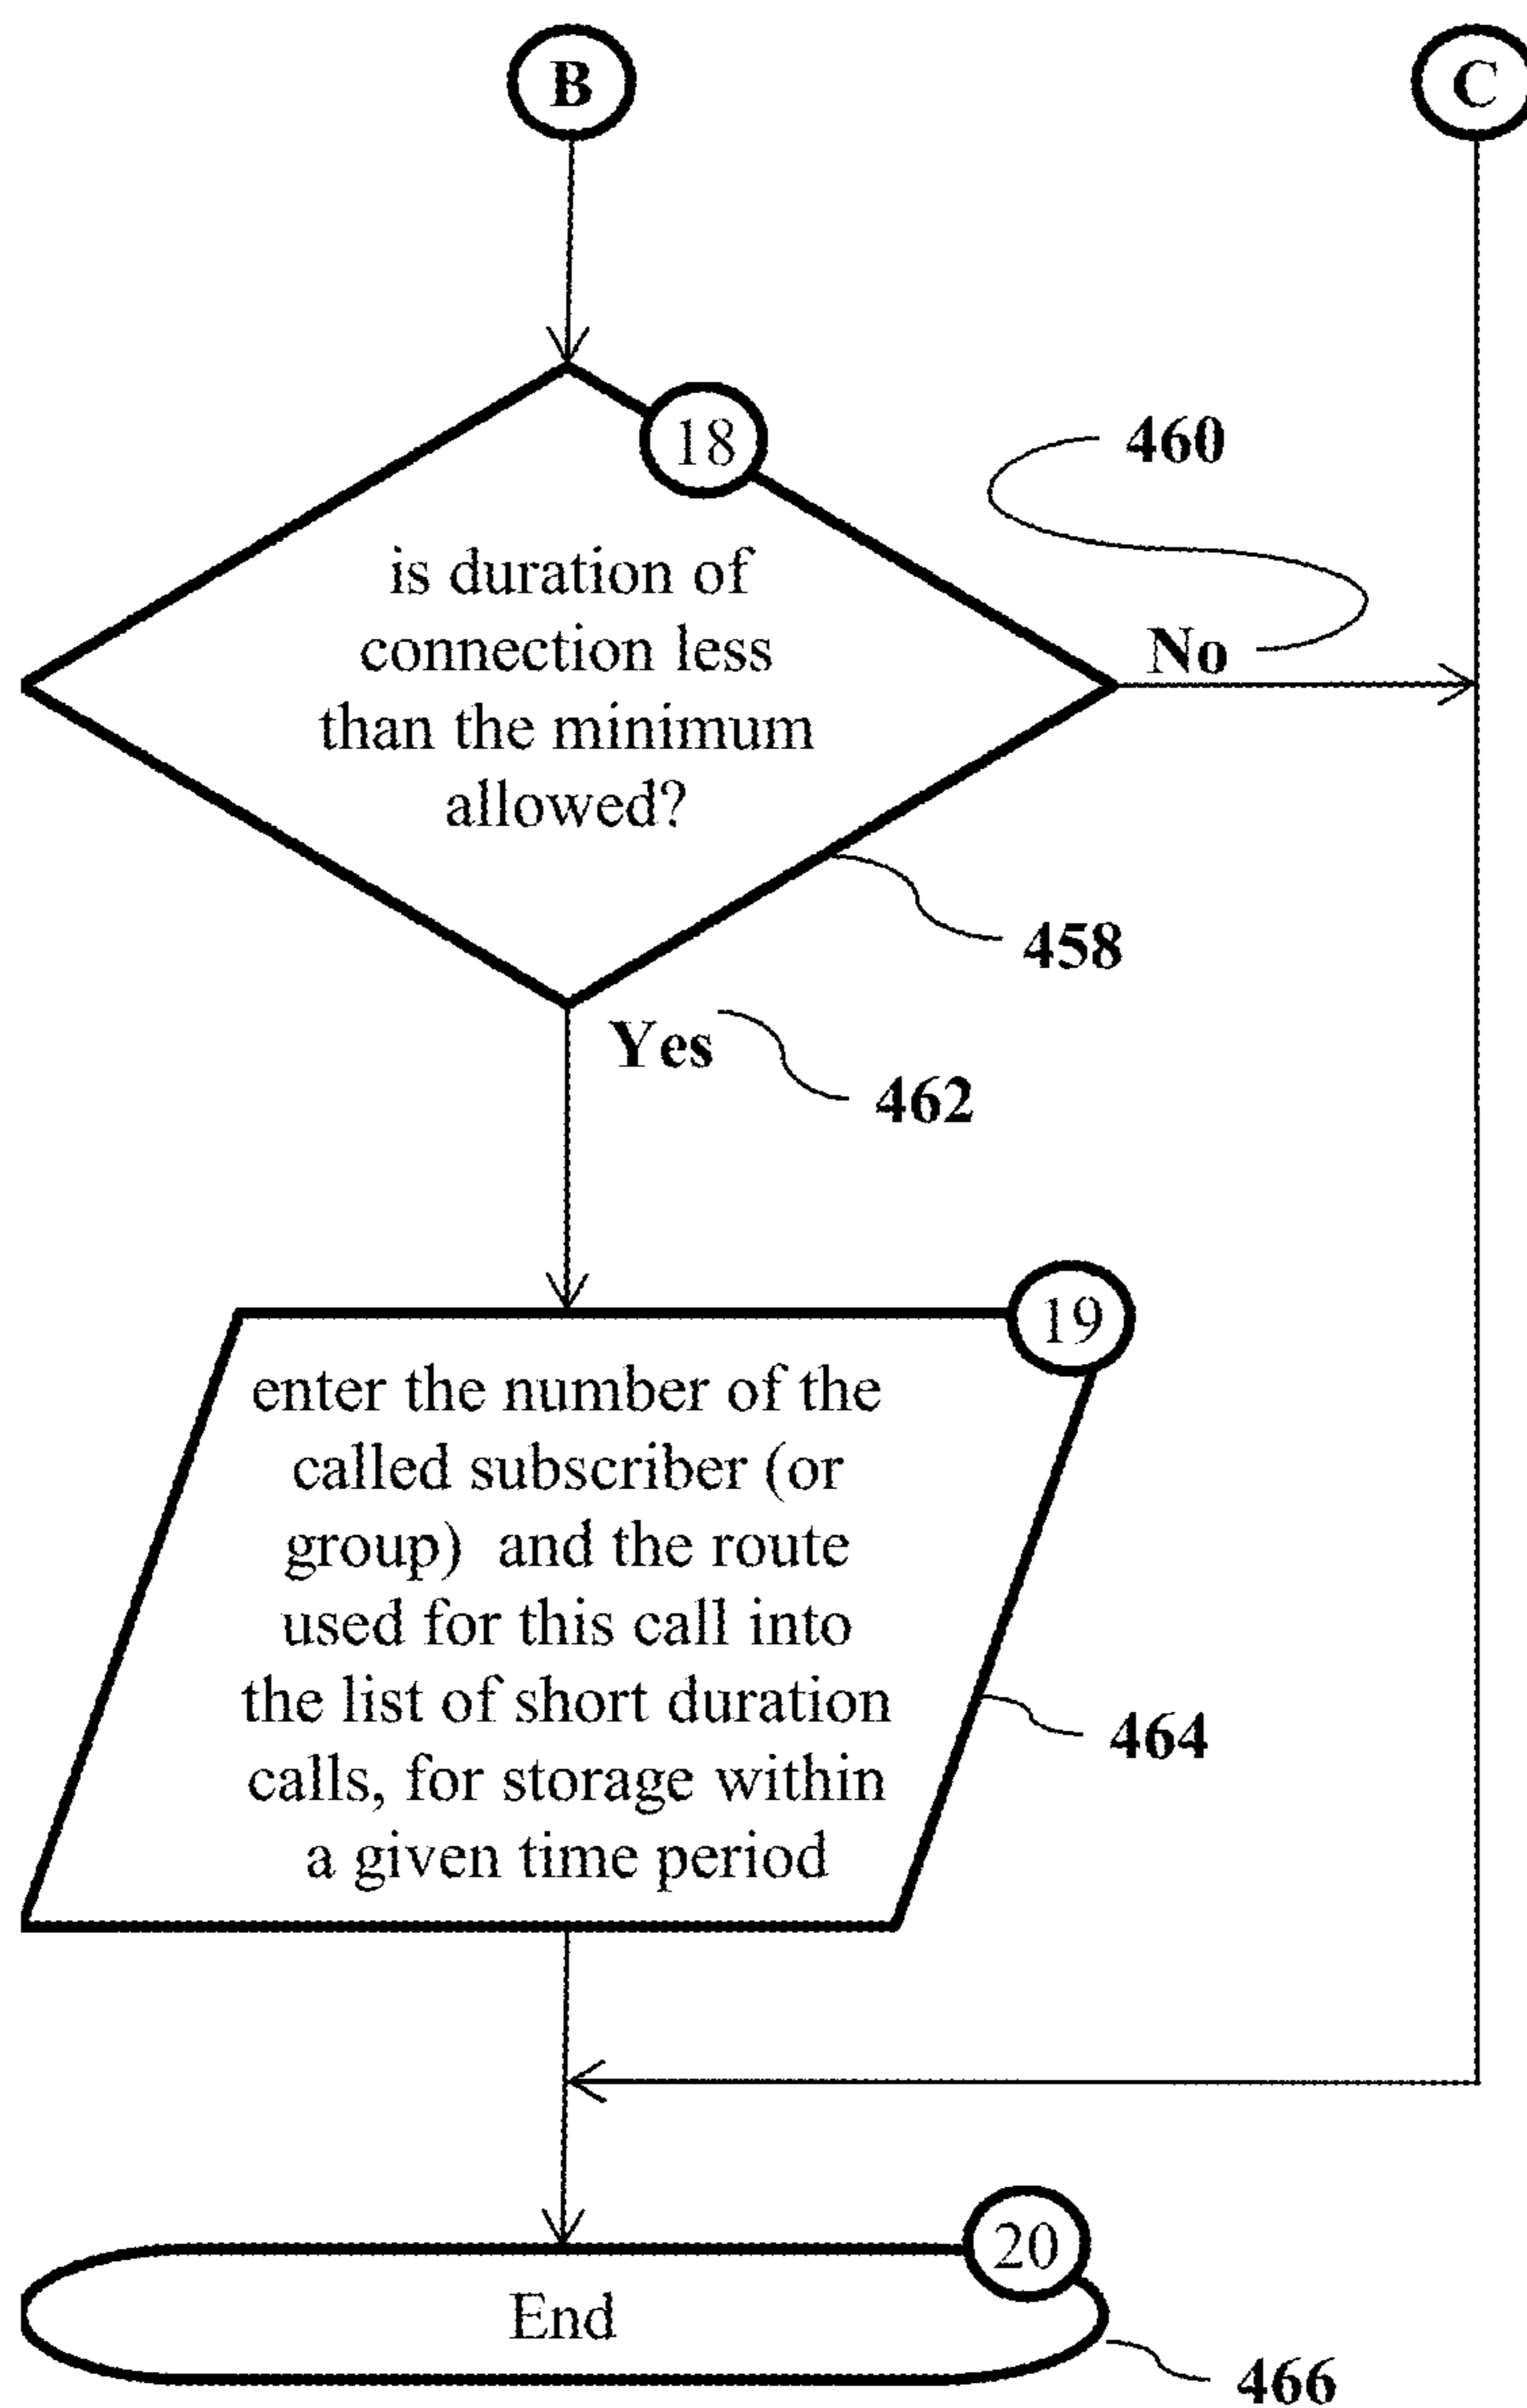 B
C
18
460
is duration of
connection less
than the minimum
allowed?
No
458
Yes
462
19
enter the number of the
called subscriber (or
group) and the route
used for this call into
the list of short duration
calls, for storage within
a given time period
464
20
End
466